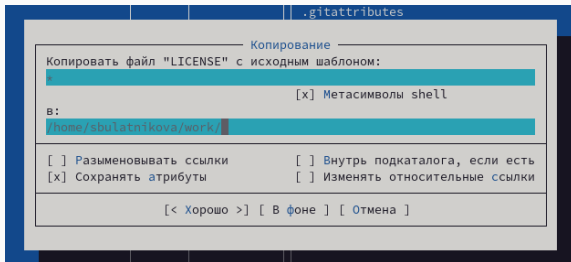 .gitattributes
Копирование
Копировать файл "LICENSE" с исходным шаблоном:
*
[x] Метасимволы shell
в:
/home/sbulatnikova/work/
[ ] Разыменовывать ссылки [ ] Внутрь подкаталога, если есть
[x] Сохранять атрибуты [ ] Изменять относительные ссылки
[< Хорошо >] [ В фоне ] [ Отмена ]